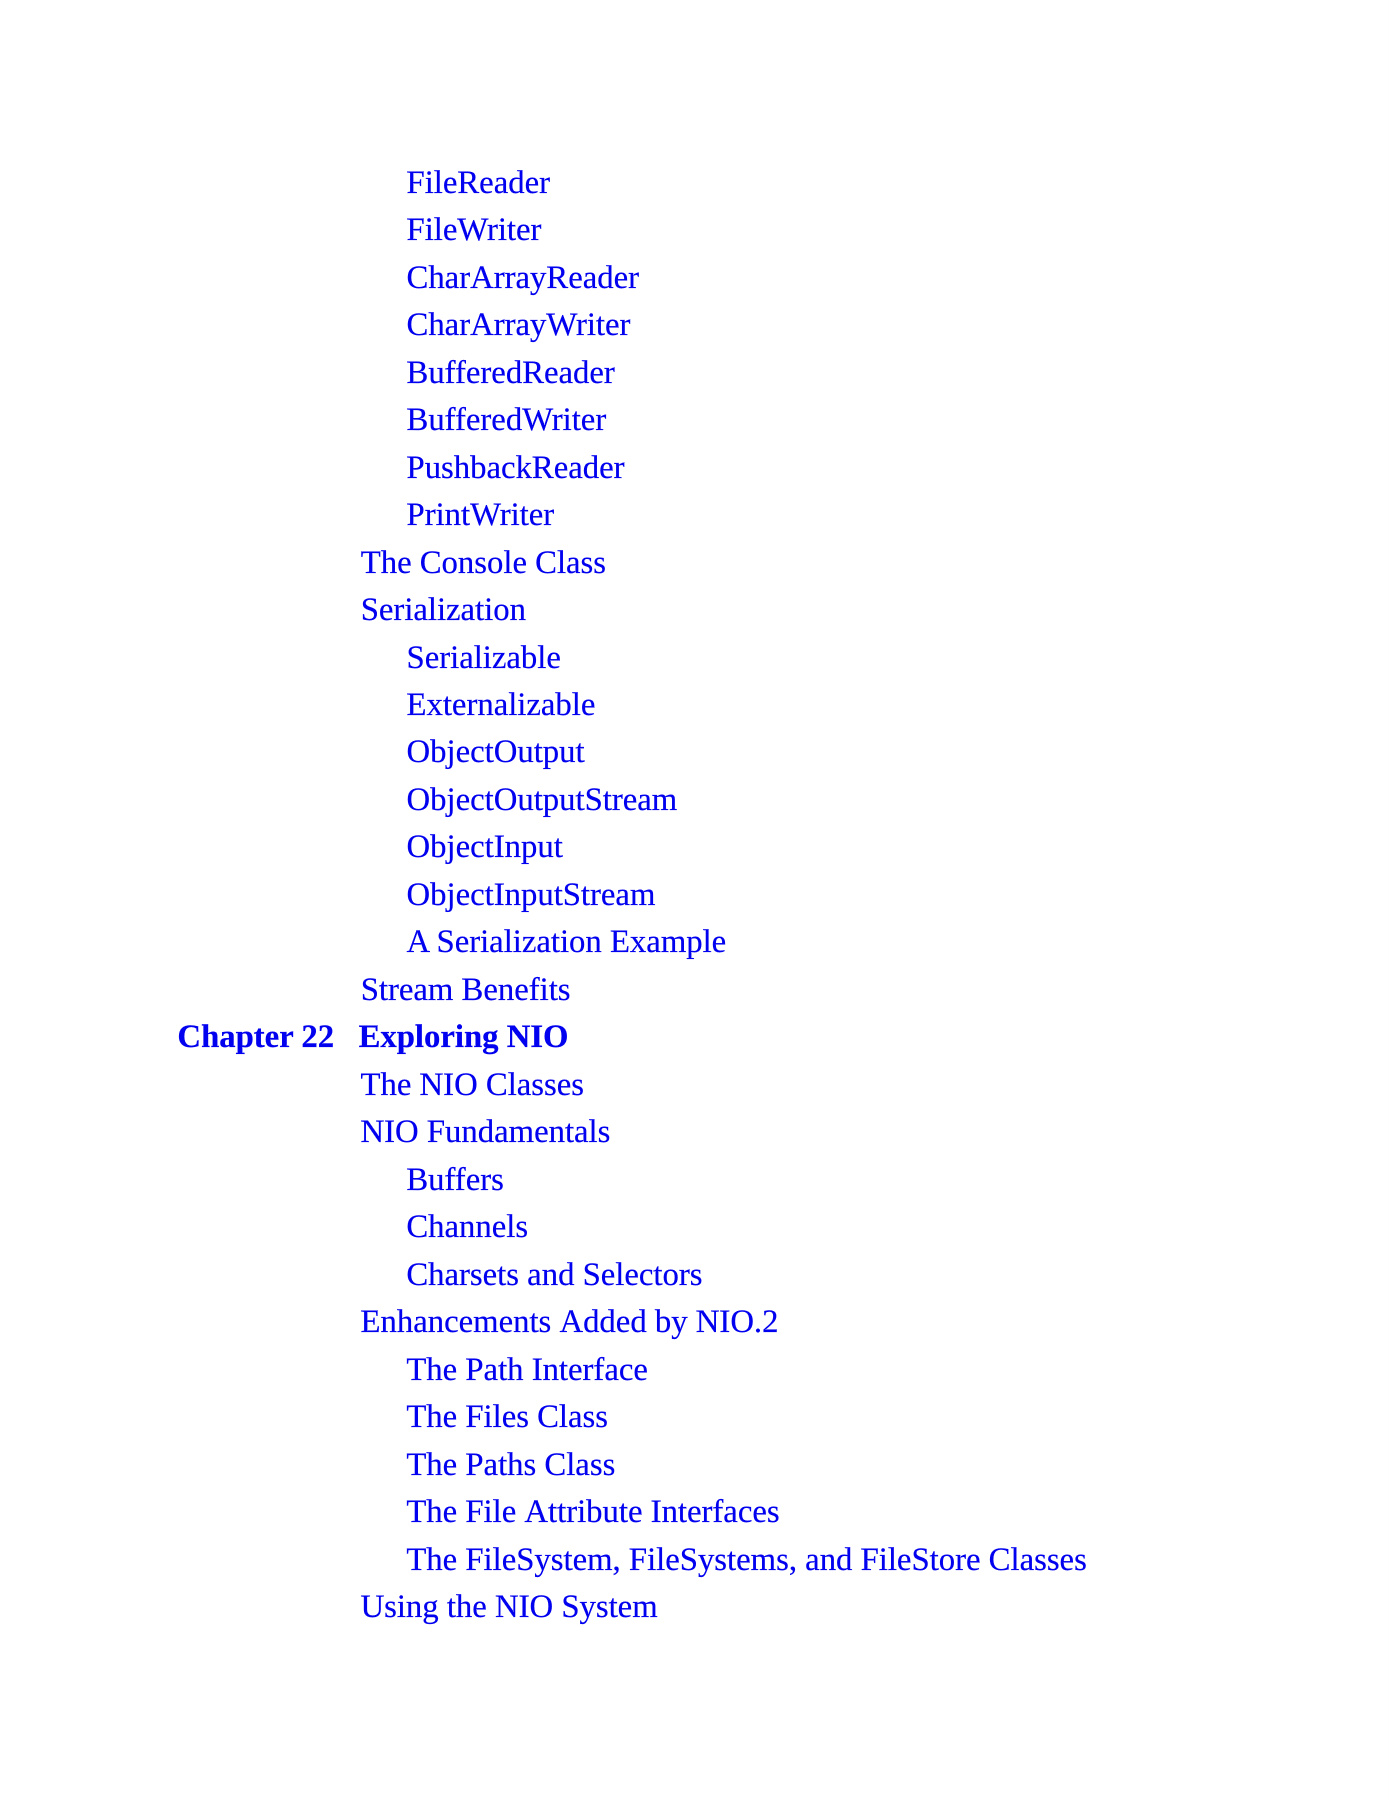 FileReader
FileWriter
CharArrayReader
CharArrayWriter
BufferedReader
BufferedWriter
PushbackReader
PrintWriter
The Console Class
Serialization
Serializable
Externalizable
ObjectOutput
ObjectOutputStream
ObjectInput
ObjectInputStream
A Serialization Example
Stream Benefits
Chapter 22 Exploring NIO
The NIO Classes
NIO Fundamentals
Buffers
Channels
Charsets and Selectors
Enhancements Added by NIO.2
The Path Interface
The Files Class
The Paths Class
The File Attribute Interfaces
The FileSystem, FileSystems, and FileStore Classes
Using the NIO System